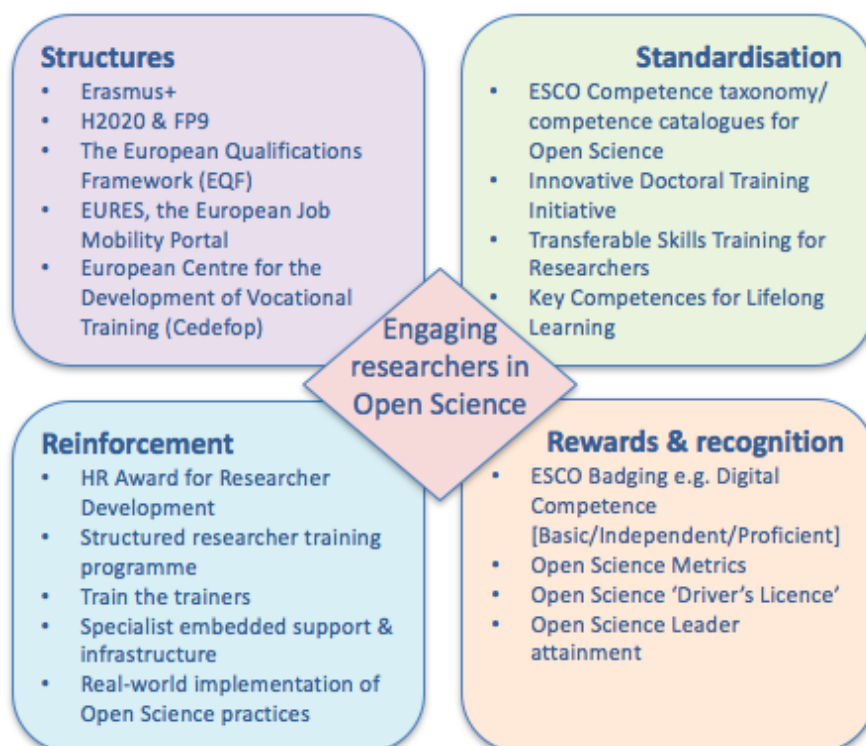 Structures
• Erasmus+
• H2020 & FP9
• The European Qualifications
Framework (EQF)
• EURES, the European Job
Mobility Portal
• European Centre for the
Development of Vocational
Training (Cedefop)
Standardisation
• ESCO Competence taxonomy/
competence catalogues for
Open Science
• Innovative Doctoral Training
Initiative
• Transferable Skills Training for
Researchers
• Key Competences for Lifelong
Learning
Engaging
researchers in
Open Science
Reinforcement
• HR Award for Researcher
Development
• Structured researcher training
programme
• Train the trainers
• Specialist embedded support &
infrastructure
• Real-world implementation of
Open Science practices
Rewards & recognition
• ESCO Badging e.g. Digital
Competence
[Basic/Independent/Proficient]
• Open Science Metrics
• Open Science ‘Driver’s Licence’
• Open Science Leader
attainment